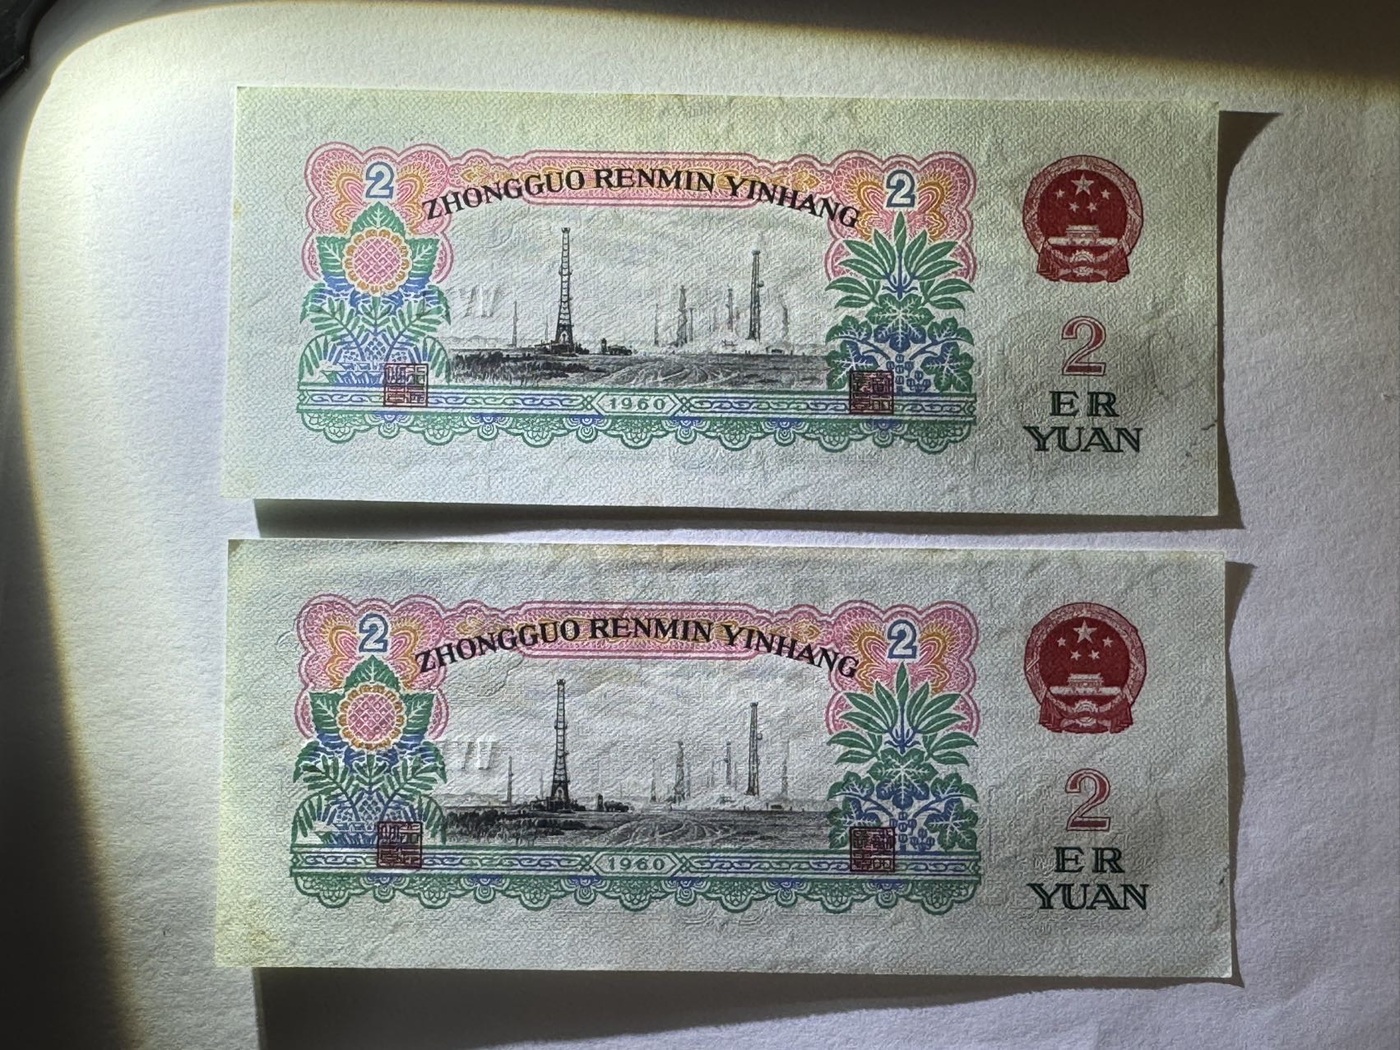 2 ZHONGGUO RENMIN YINHANG 2
1960
2
ER
YUAN
2 ZHONGGUO RENMIN YINHANG 2
1960
2
ER
YUAN